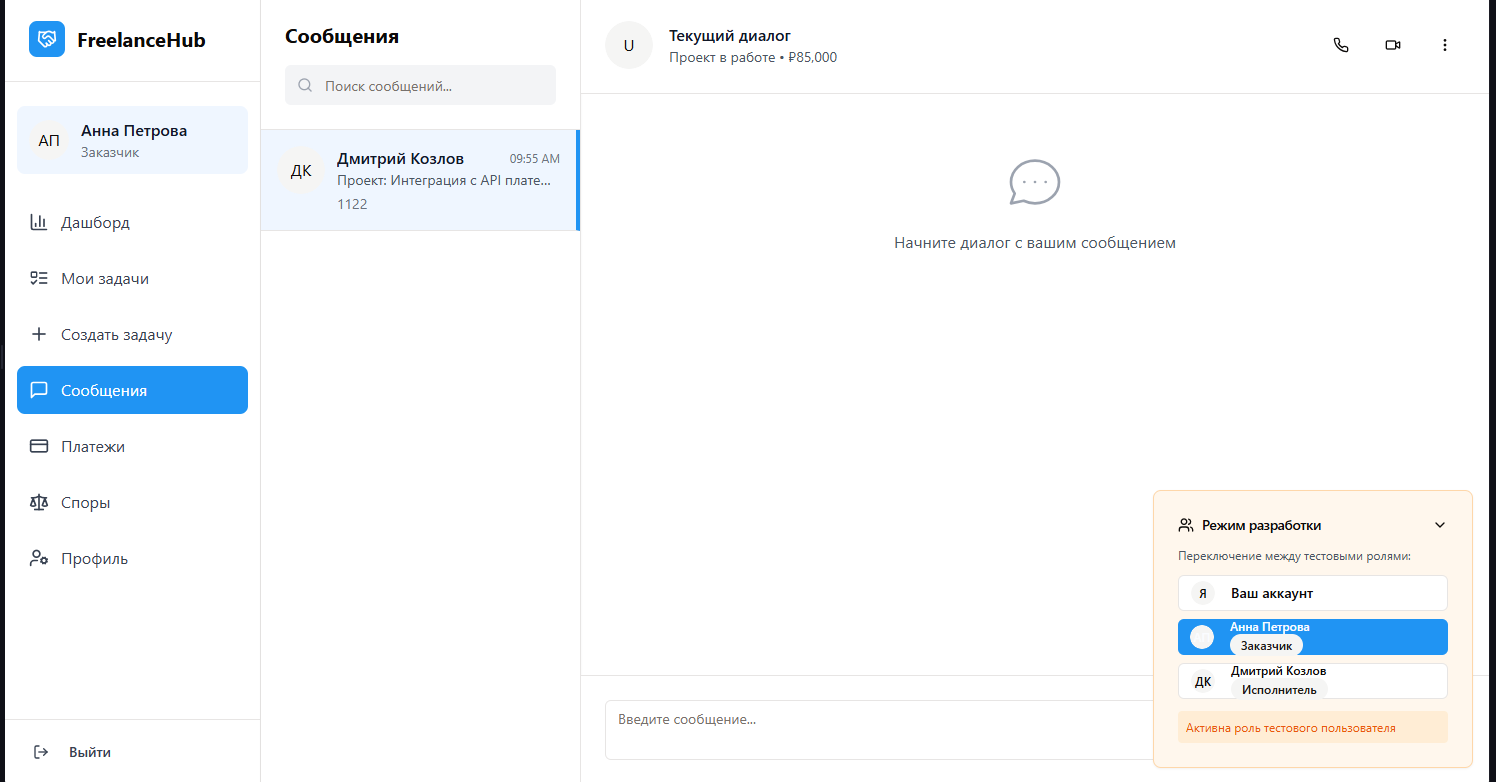 FreelanceHub
АП
Анна Петрова
Заказчик
Дашборд
Мои задачи
Создать задачу
Сообщения
Платежи
Споры
Профиль
Выйти
Сообщения
Поиск сообщений...
ДК
Дмитрий Козлов
09:55 AM
Проект: Интеграция с API плате...
1122
U
Текущий диалог
Проект в работе • ₽85,000
Начните диалог с вашим сообщением
Введите сообщение...
Режим разработки
Переключение между тестовыми ролями:
Я
Ваш аккаунт
Анна Петрова
Заказчик
ДК
Дмитрий Козлов
Исполнитель
Активна роль тестового пользователя